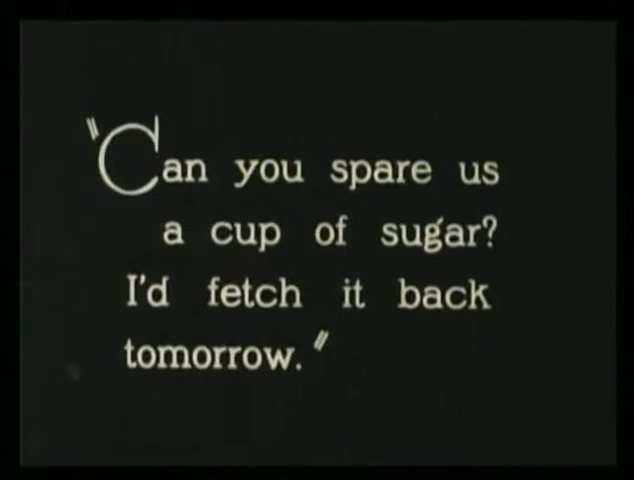 "Can you spare us
a cup of sugar?
I'd fetch it back
tomorrow."